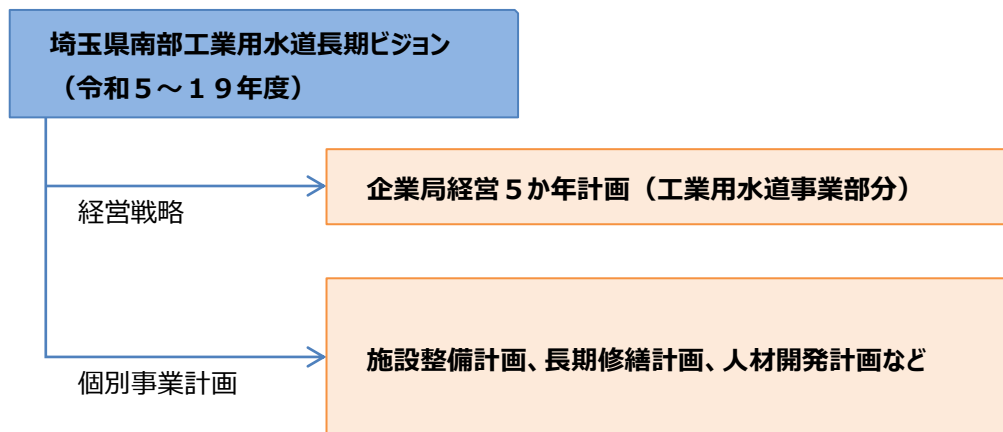 埼玉県南部工業用水道長期ビジョン
（令和５～１９年度）
企業局経営５か年計画（工業用水道事業部分）
経営戦略
施設整備計画、長期修繕計画、人材開発計画など
個別事業計画